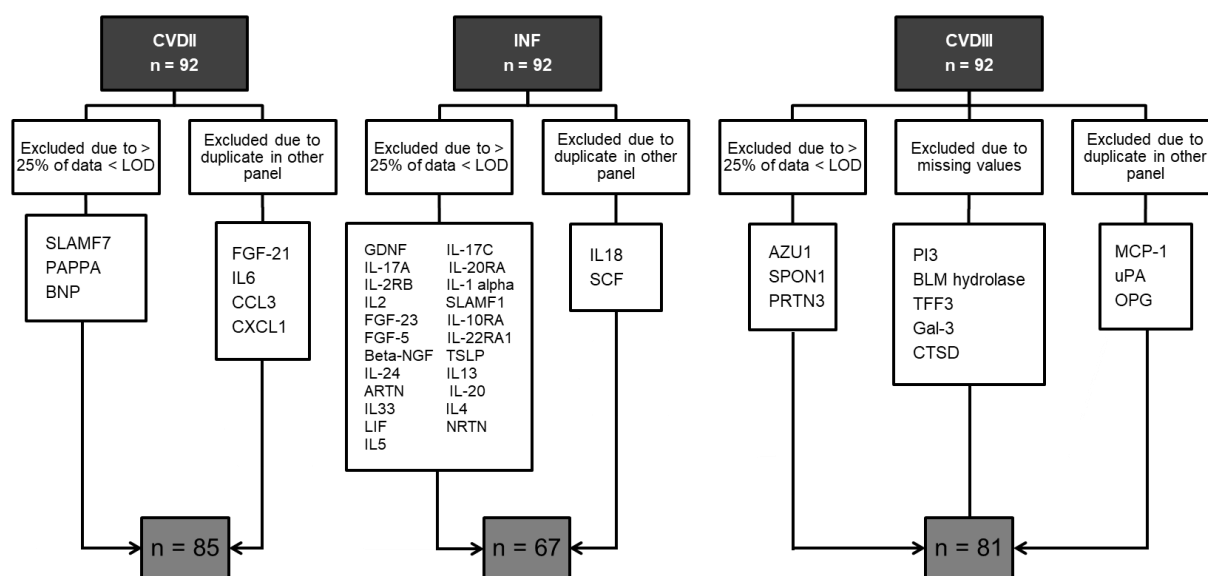 CVDII
n = 92
Excluded due to >
25% of data < LOD
Excluded due to
duplicate in other
panel
SLAMF7
PAPPA
BNP
FGF-21
IL6
CCL3
CXCL1
n = 85
INF
n = 92
Excluded due to >
25% of data < LOD
Excluded due to
duplicate in other
panel
GDNF IL-17C
IL-17A IL-20RA
IL-2RB IL-1 alpha
IL2 SLAMF1
FGF-23 IL-10RA
FGF-5 IL-22RA1
Beta-NGF TSLP
IL-24 IL13
ARTN IL-20
IL33 IL4
LIF NRTN
IL5
IL18
SCF
n = 67
CVDIII
n = 92
Excluded due to >
25% of data < LOD
Excluded due to
missing values
Excluded due to
duplicate in other
panel
AZU1
SPON1
PRTN3
PI3
BLM hydrolase
TFF3
Gal-3
CTSD
MCP-1
uPA
OPG
n = 81